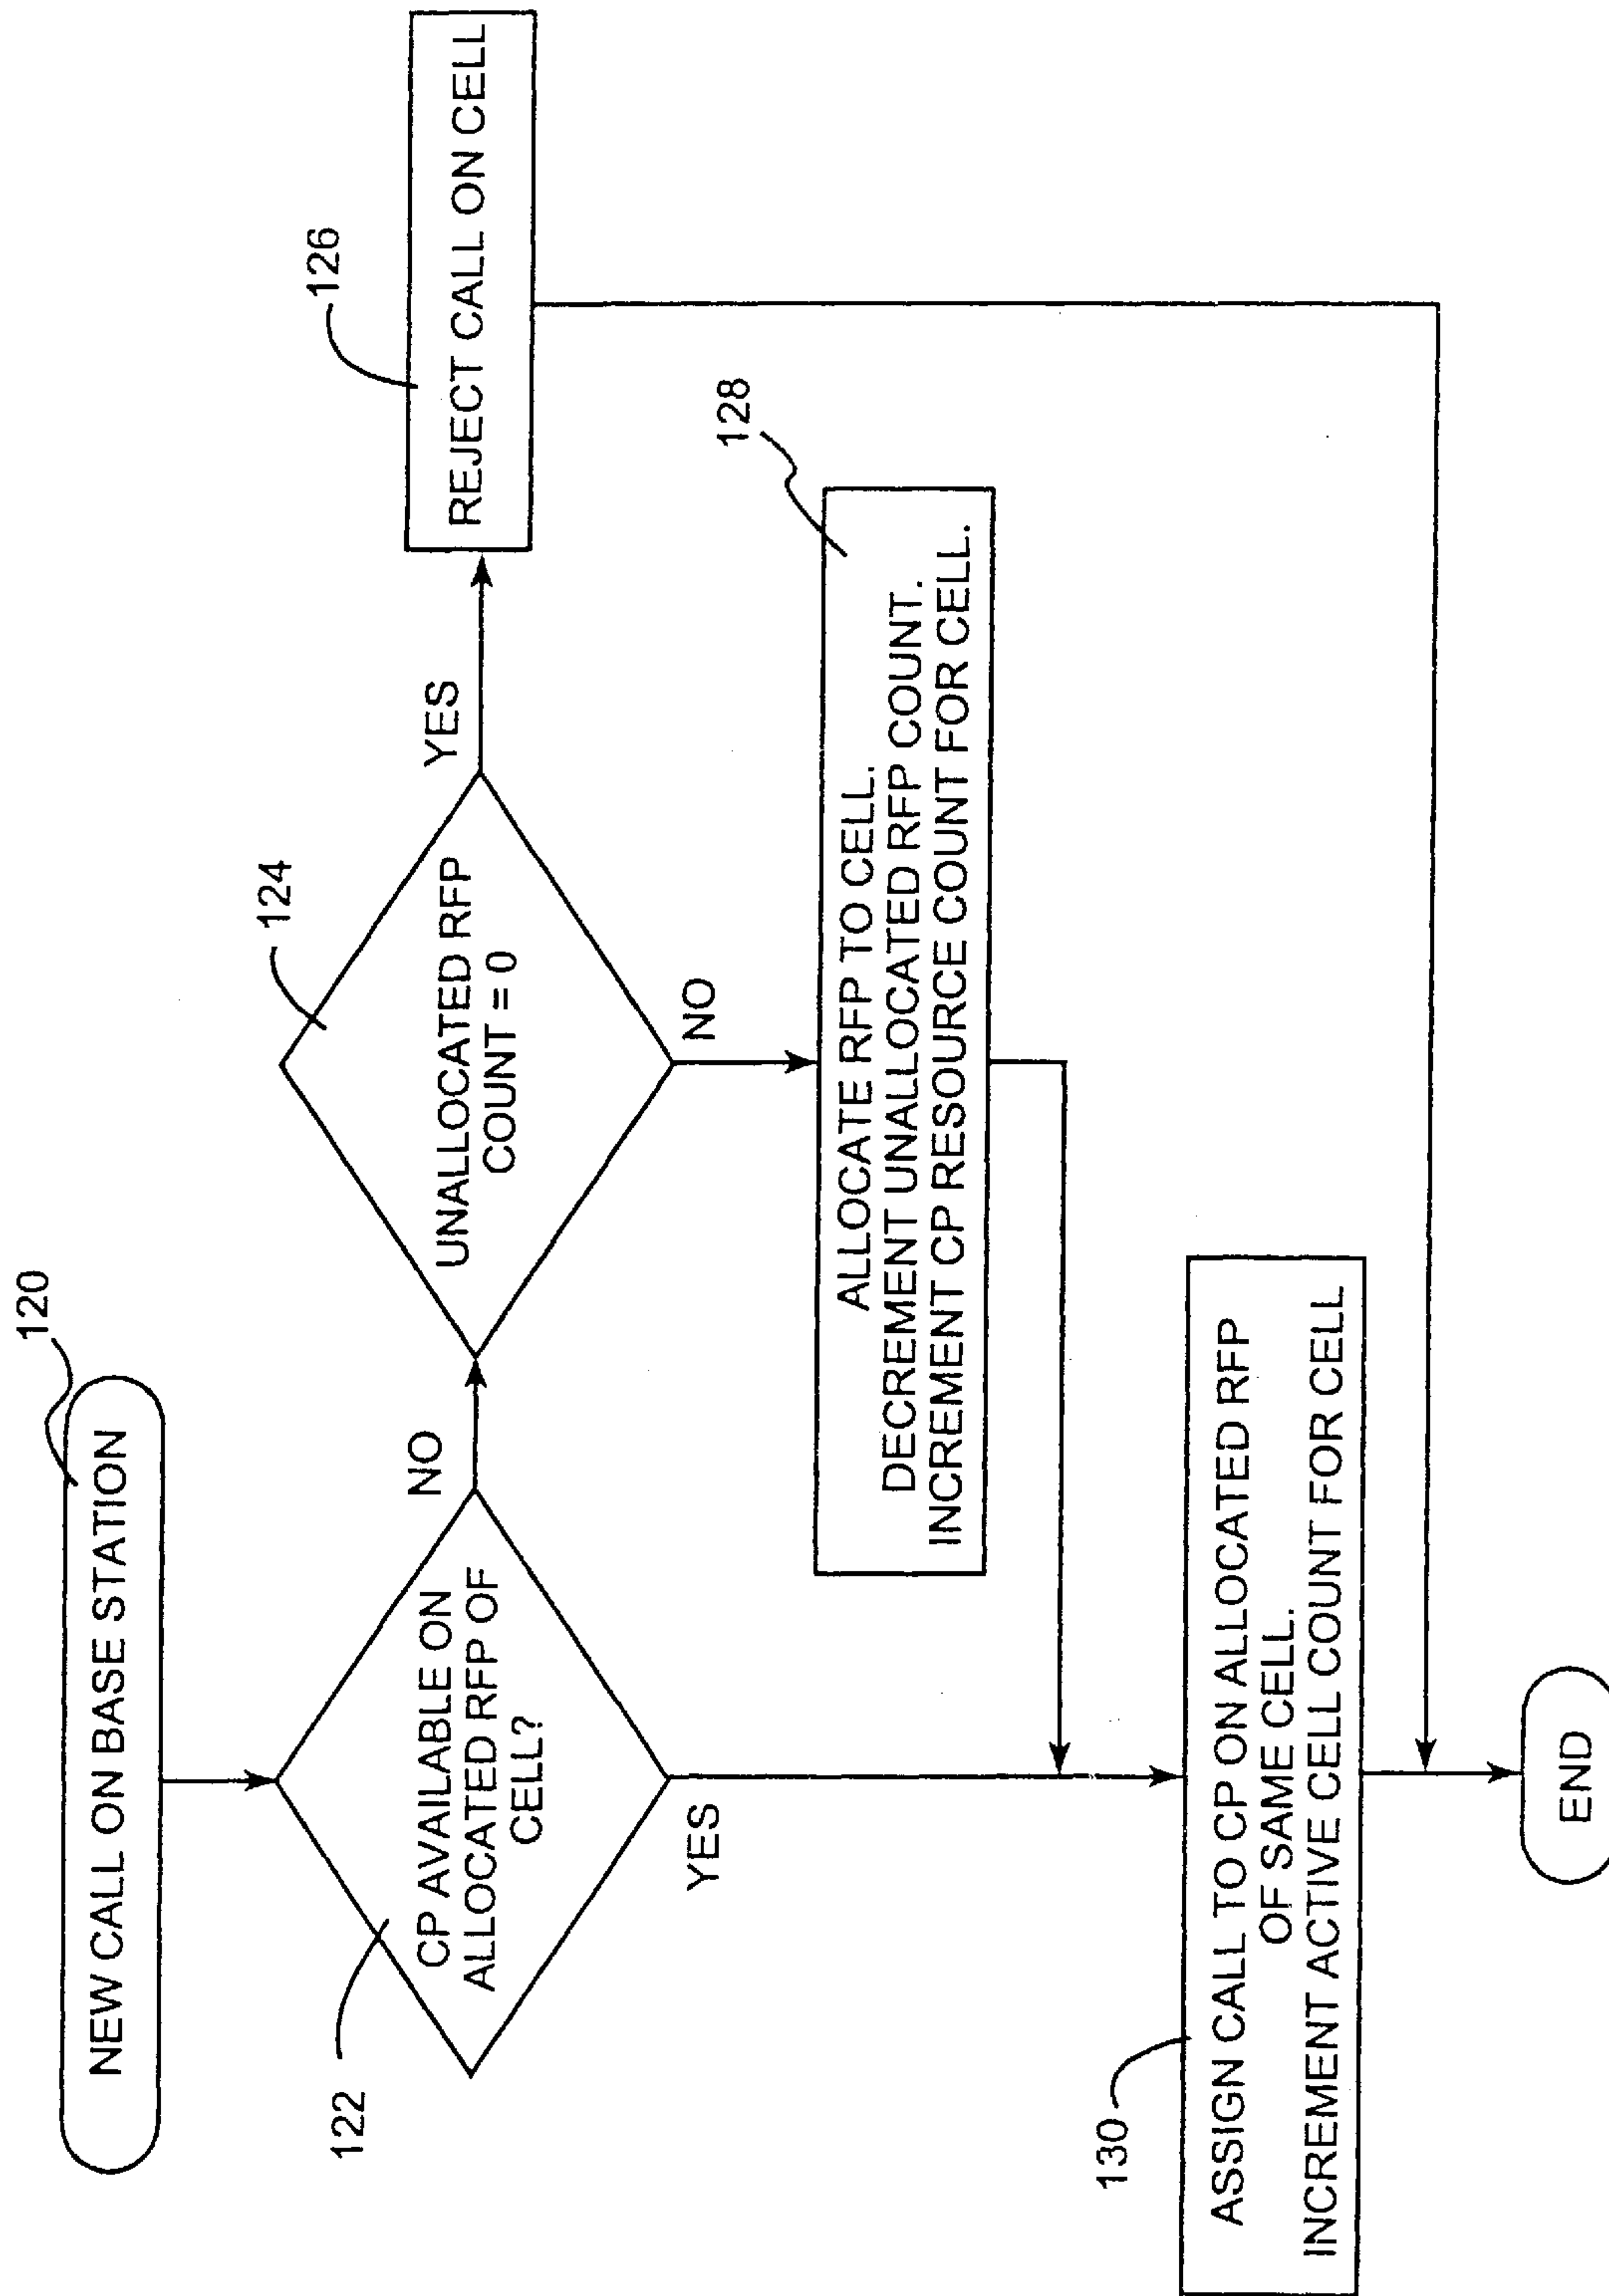 120
NEW CALL ON BASE STATION
122
CP AVAILABLE ON
ALLOCATED RFP OF
CELL?
NO
YES
124
UNALLOCATED RFP
COUNT = 0
YES
NO
126
REJECT CALL ON CELL
128
ALLOCATE RFP TO CELL.
DECREMENT UNALLOCATED RFP COUNT.
INCREMENT CP RESOURCE COUNT FOR CELL.
130
ASSIGN CALL TO CP ON ALLOCATED RFP
OF SAME CELL.
INCREMENT ACTIVE CELL COUNT FOR CELL
END